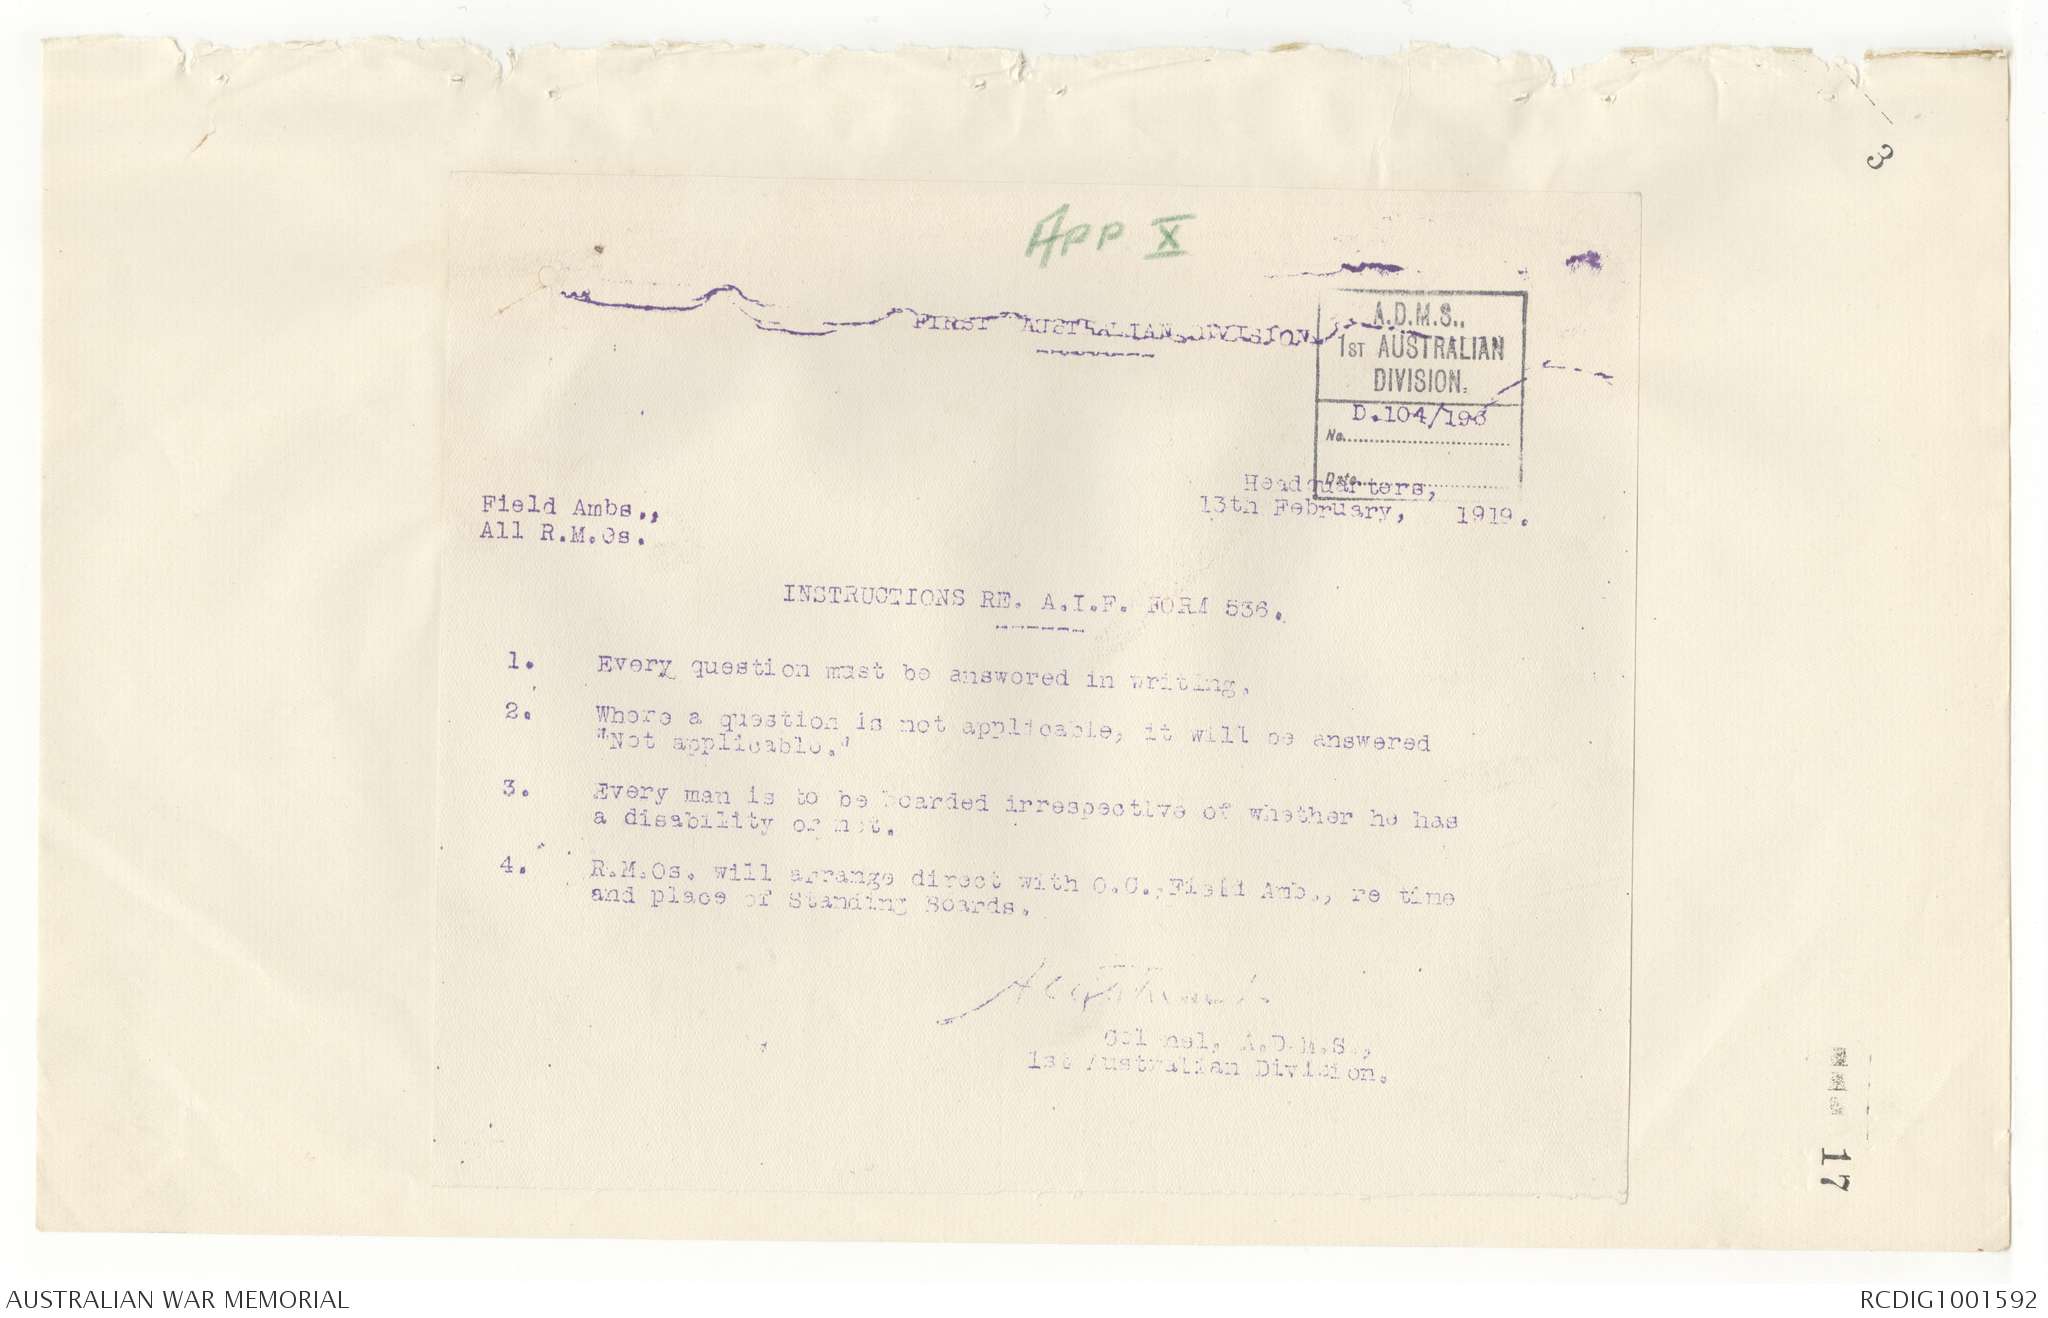 3
App X
FIRST AUSTRALIAN DIVISION.
A.D.M.S.,
1ST AUSTRALIAN
DIVISION.
D.104/196
No.
Date
Headquarters,
13th February, 1919.
Field Ambs.,
All R.M.Os.
INSTRUCTIONS RE. A.I.F. FORM 536.
1. Every question must be answered in writing.
2. Where a question is not applicable, it will be answered
"Not applicable."
3. Every man is to be boarded irrespective of whether he has
a disability or not.
4. R.M.Os. will arrange direct with O.C., Field Amb., re time
and place of Standing Boards.
Colonel, A.D.M.S.,
1st Australian Division.
17
AUSTRALIAN WAR MEMORIAL
RCDIG1001592